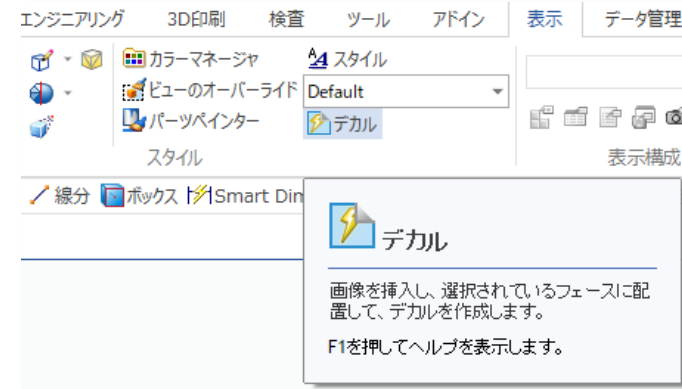 エンジニアリング 3D印刷 検査 ツール アドイン 表示 データ管理
カラーマネージャ スタイル
ビューのオーバーライド Default
パーツペインター デカル
スタイル 表示構成
線分 ボックス Smart Dim
デカル
画像を挿入し、選択されているフェースに配
置して、デカルを作成します。
F1を押してヘルプを表示します。